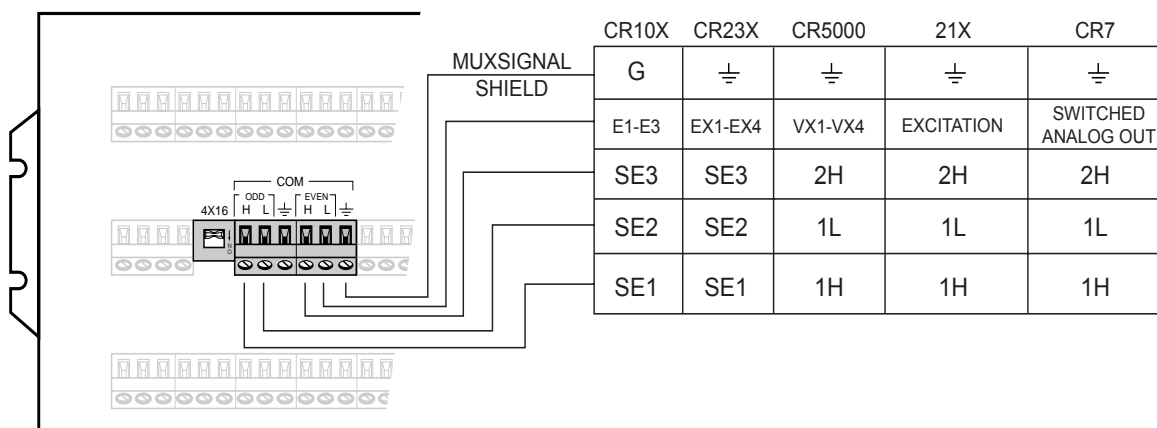 CR10X CR23X CR5000 21X CR7
MUXSIGNAL
SHIELD
G
E1-E3 EX1-EX4 VX1-VX4 EXCITATION SWITCHED ANALOG OUT
SE3 SE3 2H 2H 2H
COM
ODD EVEN
4X16 H L H L
NO
SE2 SE2 1L 1L 1L
SE1 SE1 1H 1H 1H